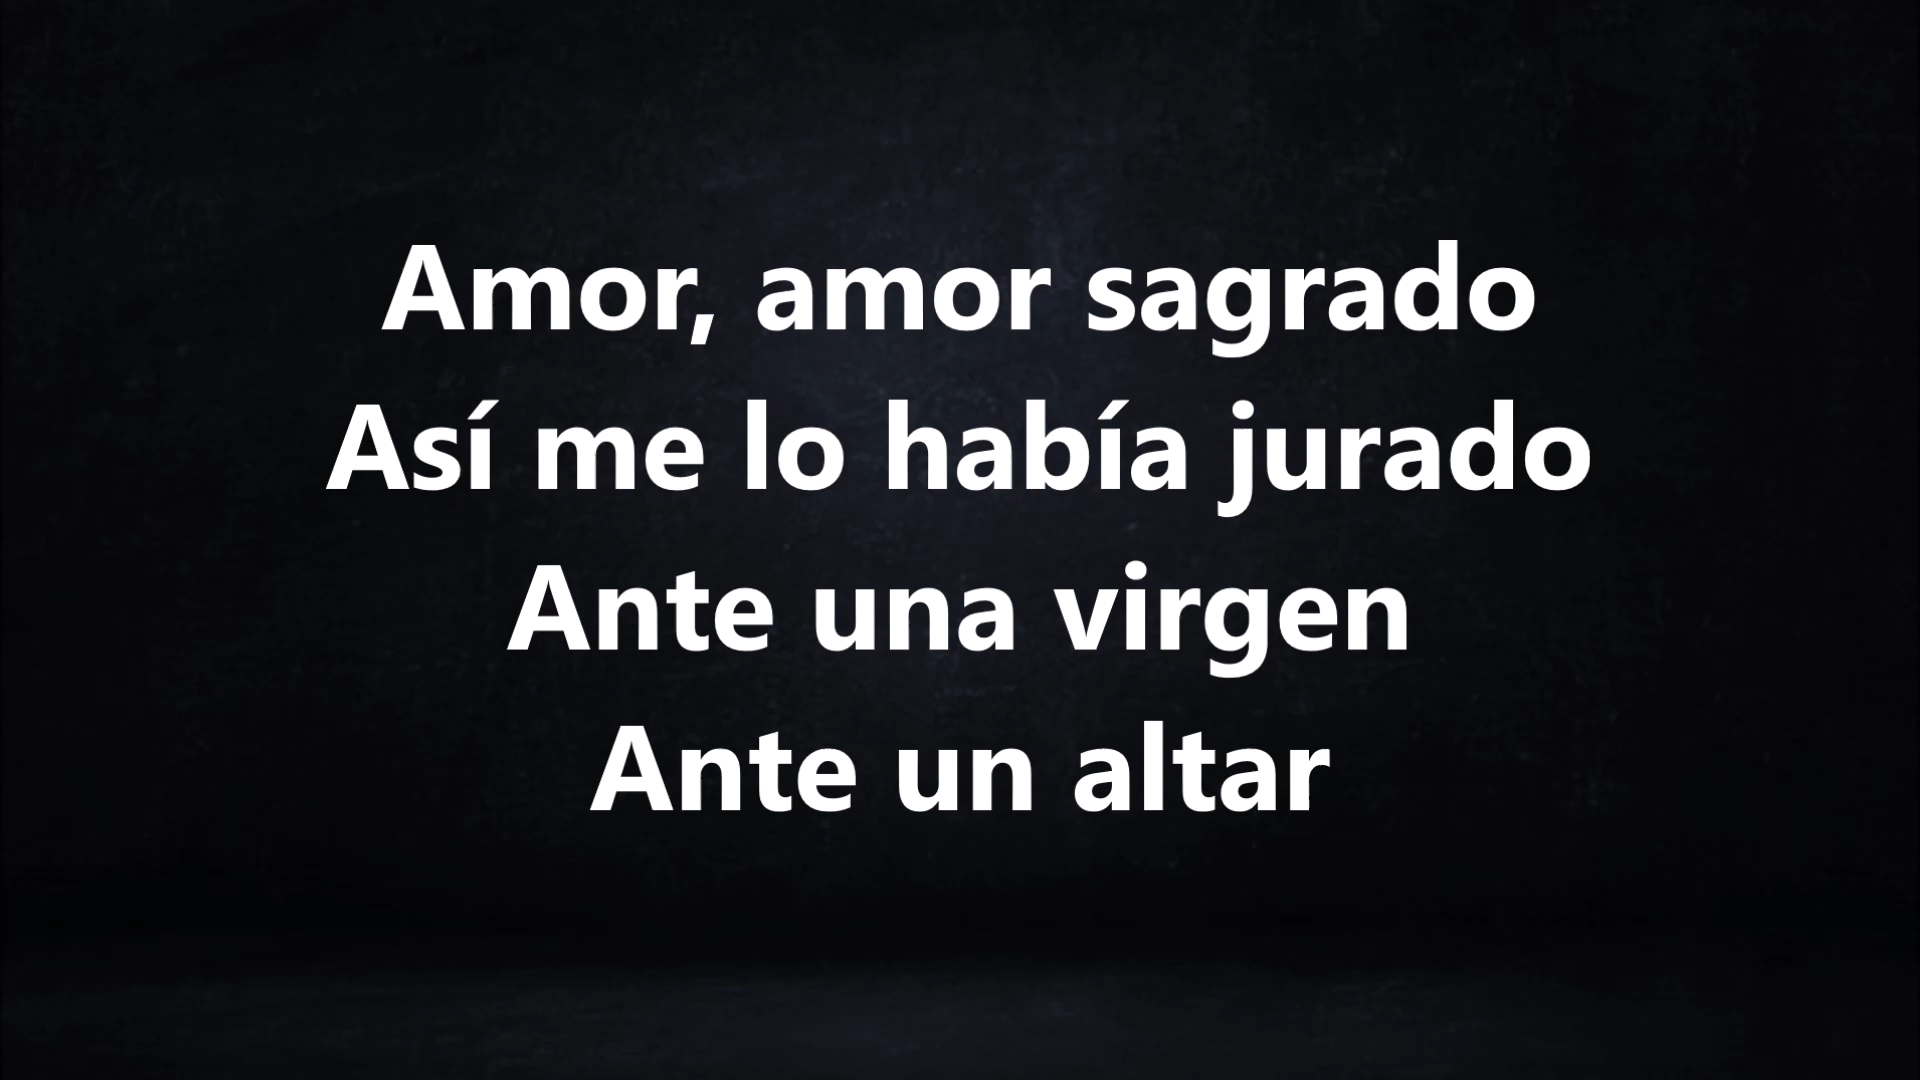 Amor, amor sagrado
Así me lo había jurado
Ante una virgen
Ante un altar